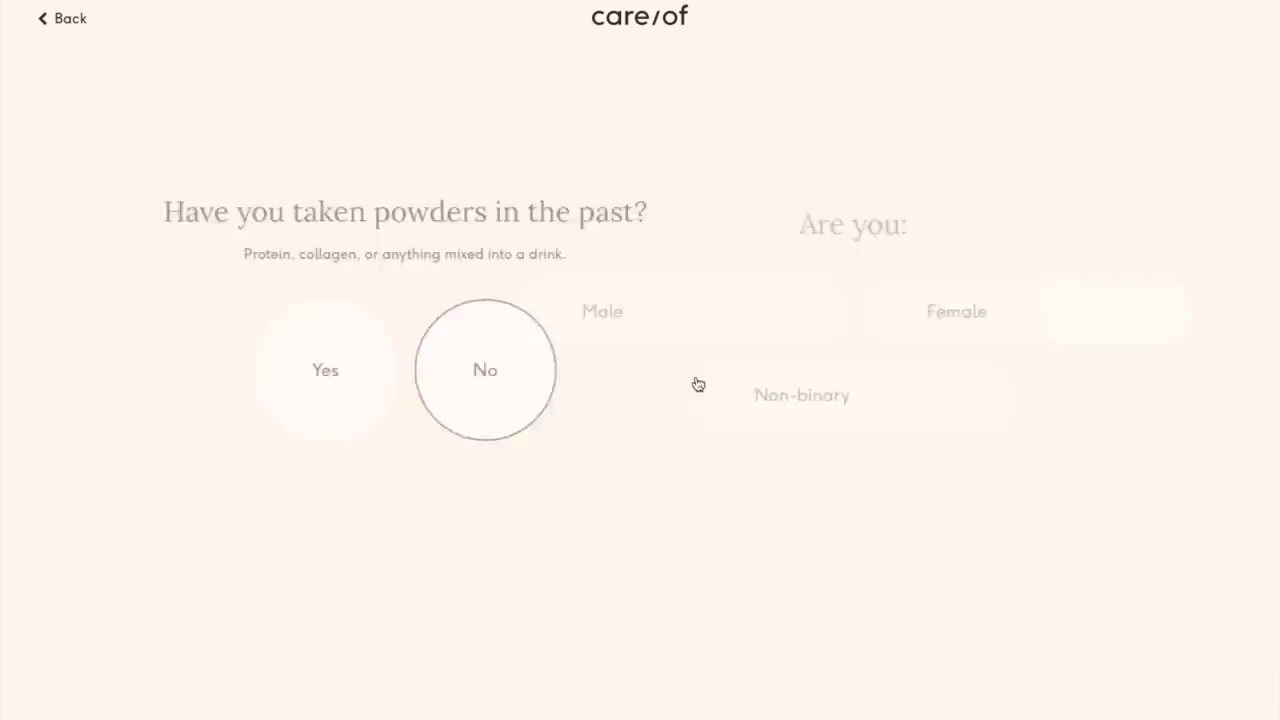 Back
care/of
Have you taken powders in the past?
Protein, collagen, or anything mixed into a drink.
Yes
No
Are you:
Male
Female
Non-binary